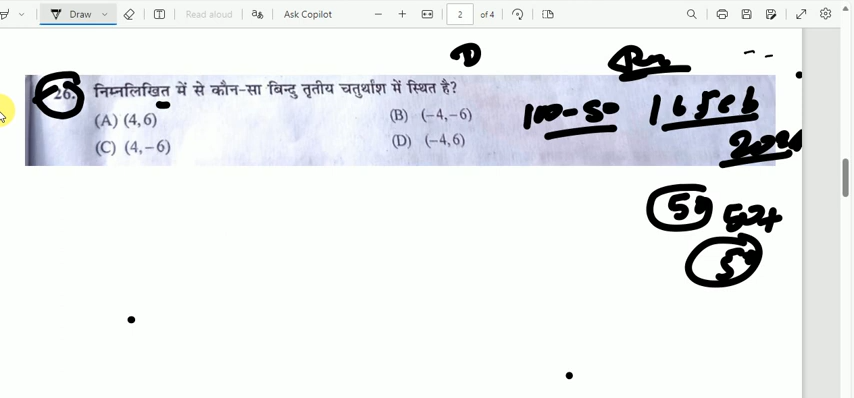 Draw
Read aloud
Ask Copilot
2 of 4
26. निम्नलिखित में से कौन-सा बिन्दु तृतीय चतुर्थांश में स्थित है?
(A) (4,6)
(B) (−4,−6)
(C) (4,−6)
(D) (−4,6)
100-50
16 Feb
50